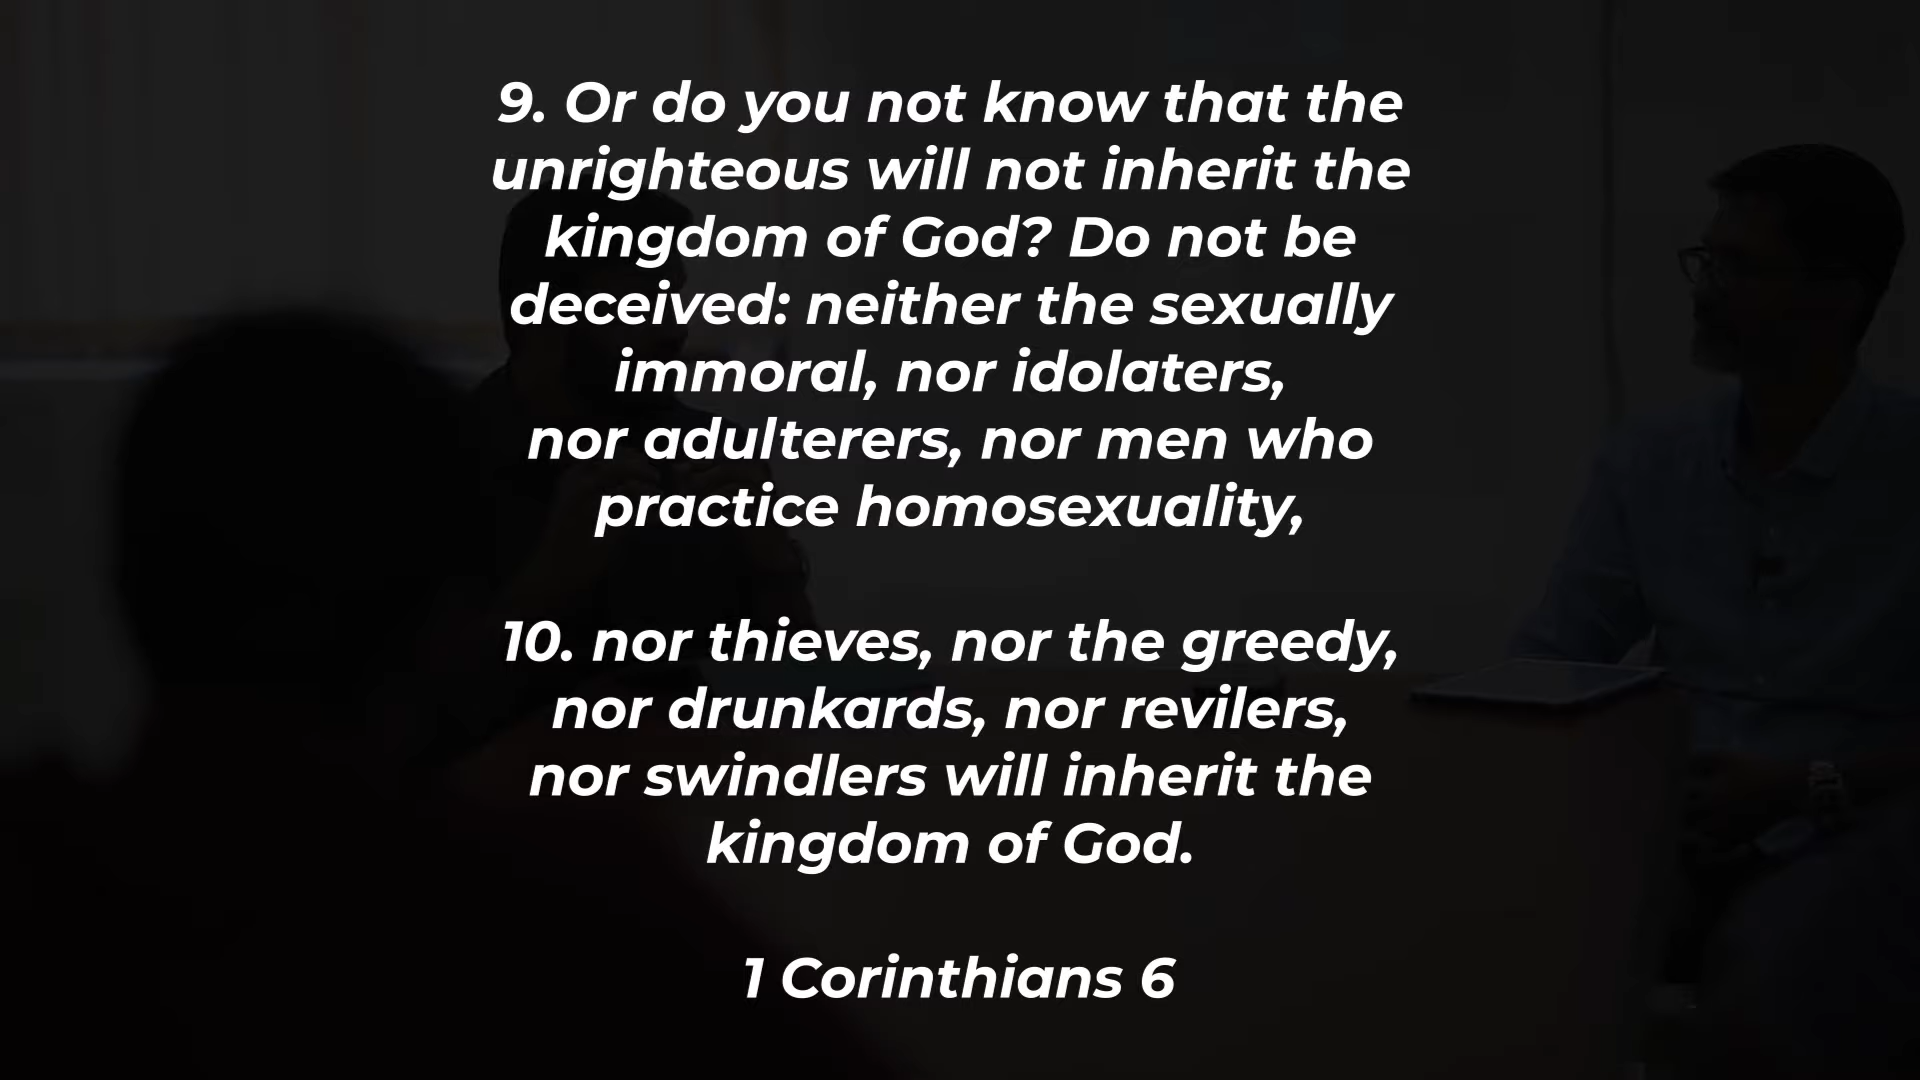 9. Or do you not know that the
unrighteous will not inherit the
kingdom of God? Do not be
deceived: neither the sexually
immoral, nor idolaters,
nor adulterers, nor men who
practice homosexuality,
10. nor thieves, nor the greedy,
nor drunkards, nor revilers,
nor swindlers will inherit the
kingdom of God.
1 Corinthians 6